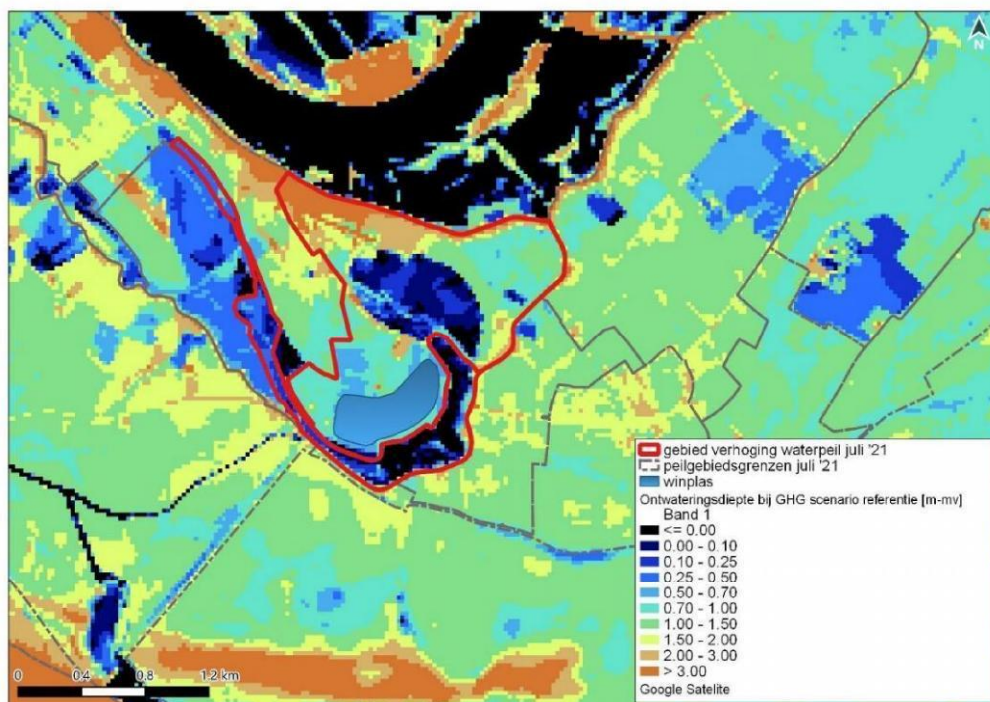 N
gebied verhoging waterpeil juli '21
peilgebiedsgrenzen juli '21
winplas
Ontwateringsdiepte bij GHG scenario referentie [m-mv]
Band 1
<= 0.00
0.00 - 0.10
0.10 - 0.25
0.25 - 0.50
0.50 - 0.70
0.70 - 1.00
1.00 - 1.50
1.50 - 2.00
2.00 - 3.00
> 3.00
Google Satelite
0 0.4 0.8 1.2 km